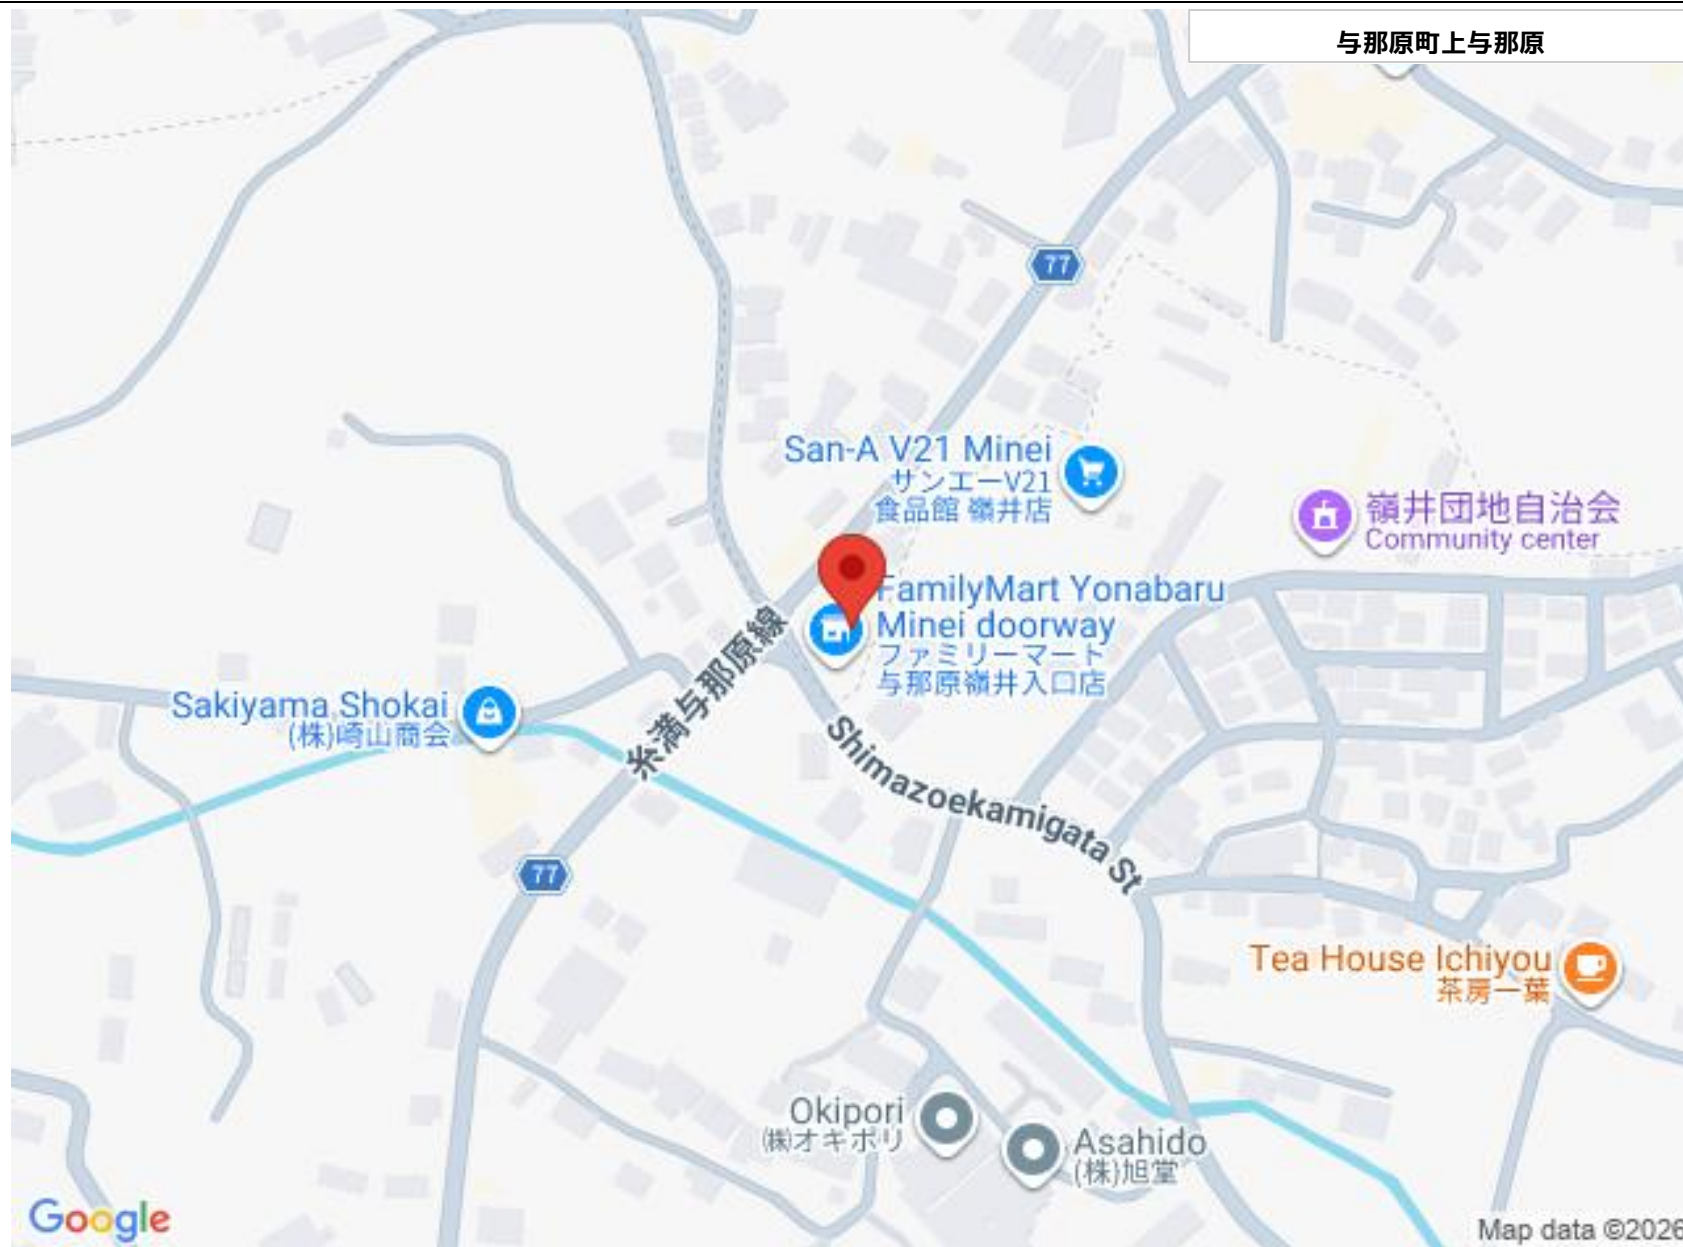 与那原町上与那原
77
San-A V21 Minei
サンエーV21
食品館 嶺井店
嶺井団地自治会
Community center
FamilyMart Yonabaru
Minei doorway
ファミリーマート
与那原嶺井入口店
糸満与那原線
Sakiyama Shokai
(株)崎山商会
Shimazoekamigata St
77
Tea House Ichiyou
茶房一葉
Okipori
㈱オキポリ
Asahido
(株)旭堂
Google
Map data ©2026